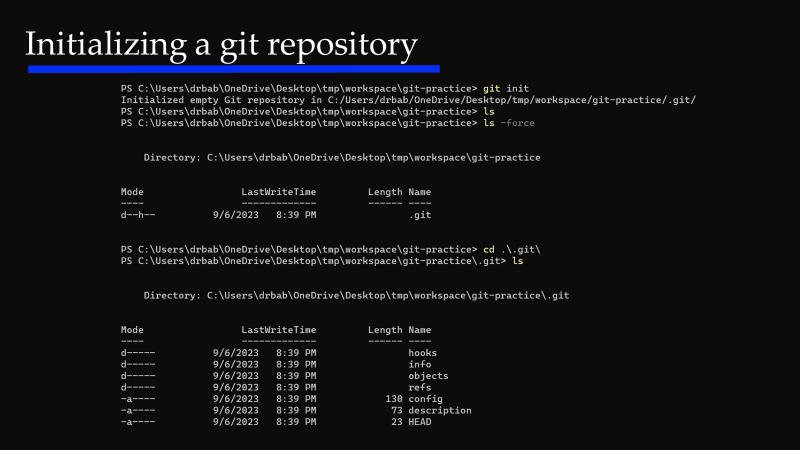 Initializing a git repository
PS C:\Users\drbab\OneDrive\Desktop\tmp\workspace\git-practice> git init
Initialized empty Git repository in C:/Users/drbab/OneDrive/Desktop/tmp/workspace/git-practice/.git/
PS C:\Users\drbab\OneDrive\Desktop\tmp\workspace\git-practice> ls
PS C:\Users\drbab\OneDrive\Desktop\tmp\workspace\git-practice> ls -force
Directory: C:\Users\drbab\OneDrive\Desktop\tmp\workspace\git-practice
Mode LastWriteTime Length Name
---- ------------- ------ ----
d--h-- 9/6/2023 8:39 PM .git
PS C:\Users\drbab\OneDrive\Desktop\tmp\workspace\git-practice> cd .\.git\
PS C:\Users\drbab\OneDrive\Desktop\tmp\workspace\git-practice\.git> ls
Directory: C:\Users\drbab\OneDrive\Desktop\tmp\workspace\git-practice\.git
Mode LastWriteTime Length Name
---- ------------- ------ ----
d----- 9/6/2023 8:39 PM hooks
d----- 9/6/2023 8:39 PM info
d----- 9/6/2023 8:39 PM objects
d----- 9/6/2023 8:39 PM refs
-a---- 9/6/2023 8:39 PM 130 config
-a---- 9/6/2023 8:39 PM 73 description
-a---- 9/6/2023 8:39 PM 23 HEAD